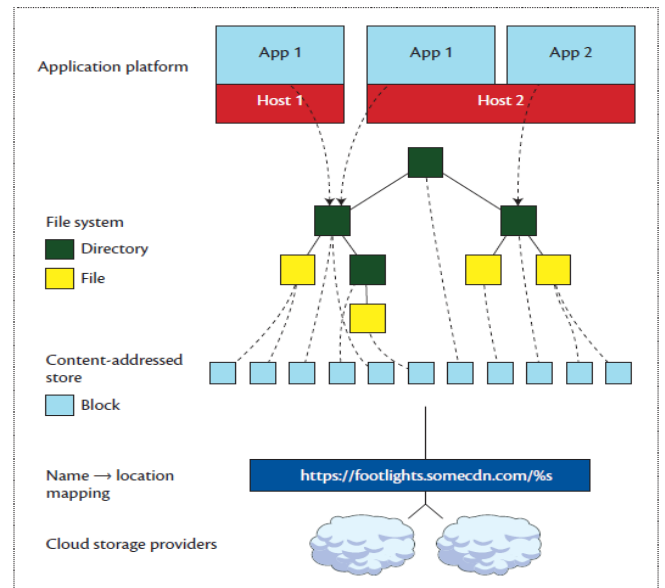 Application platform
App 1
App 1
App 2
Host 1
Host 2
File system
Directory
File
Content-addressed
store
Block
Name → location
mapping
https://footlights.somecdn.com/%s
Cloud storage providers